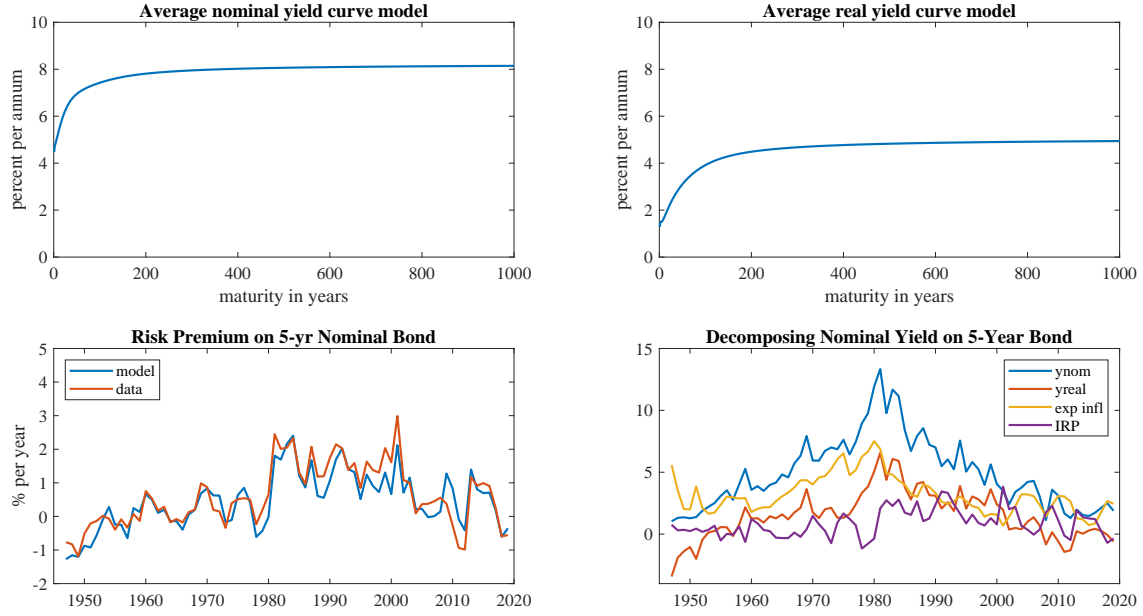 Average nominal yield curve model
10
8
6
4
2
0
percent per annum
0 200 400 600 800 1000
maturity in years
Average real yield curve model
10
8
6
4
2
0
percent per annum
0 200 400 600 800 1000
maturity in years
Risk Premium on 5-yr Nominal Bond
5
4
3
2
1
0
-1
-2
% per year
model
data
1950 1960 1970 1980 1990 2000 2010 2020
Decomposing Nominal Yield on 5-Year Bond
15
10
5
0
ynom
yreal
exp infl
IRP
1950 1960 1970 1980 1990 2000 2010 2020